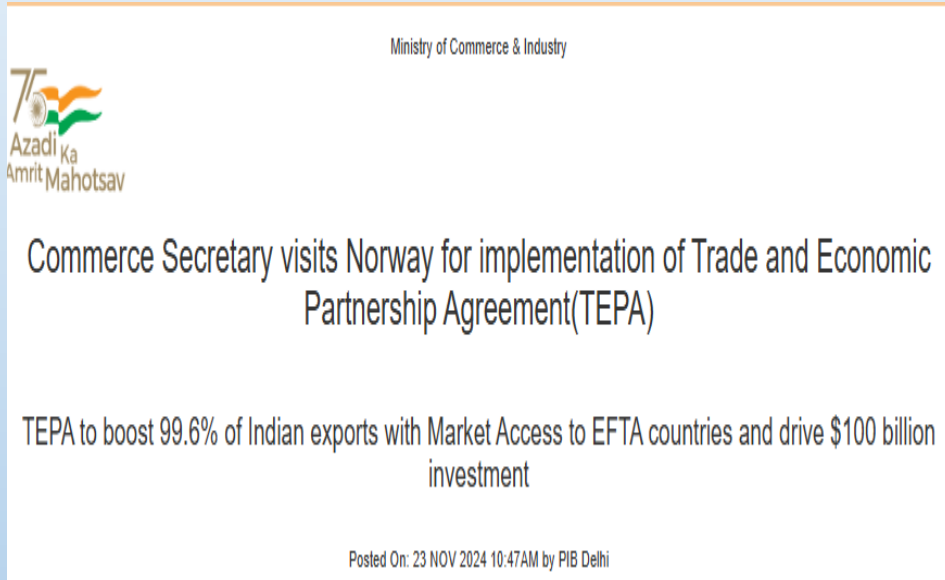 Ministry of Commerce & Industry
75
Azadi Ka
Amrit Mahotsav
Commerce Secretary visits Norway for implementation of Trade and Economic
Partnership Agreement(TEPA)
TEPA to boost 99.6% of Indian exports with Market Access to EFTA countries and drive $100 billion
investment
Posted On: 23 NOV 2024 10:47AM by PIB Delhi